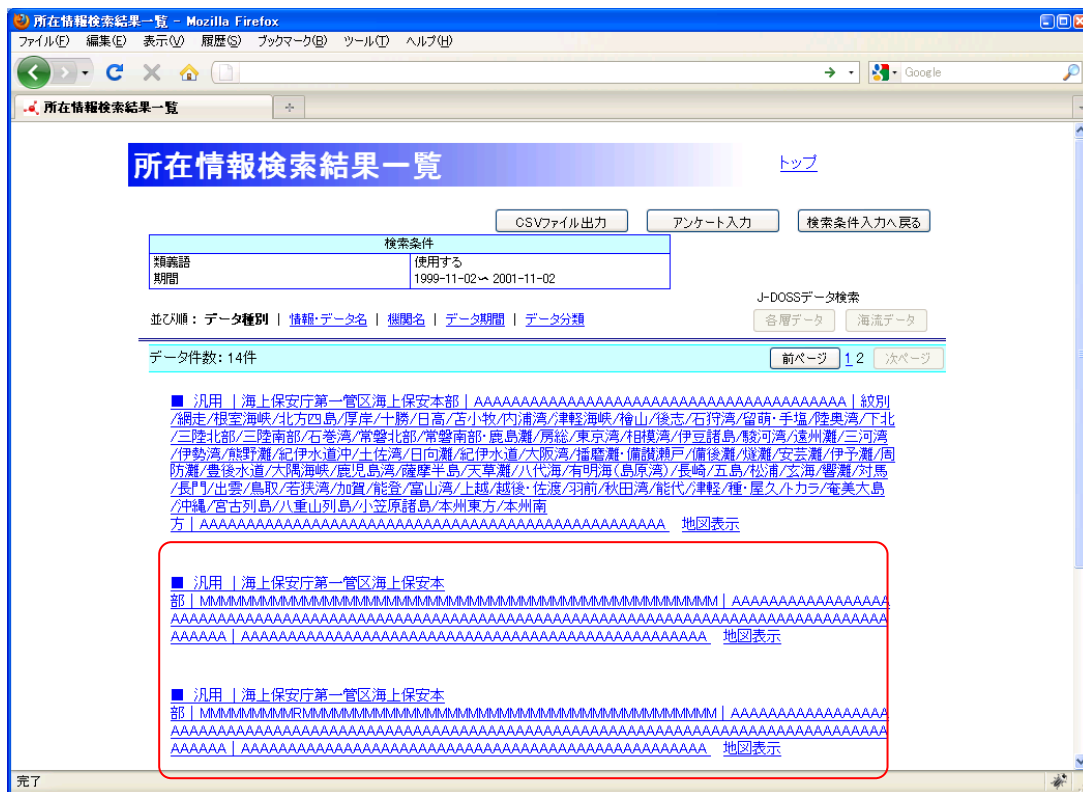 所在情報検索結果一覧 - Mozilla Firefox
ファイル(F) 編集(E) 表示(V) 履歴(S) ブックマーク(B) ツール(T) ヘルプ(H)
Google
所在情報検索結果一覧
所在情報検索結果一覧 トップ
CSVファイル出力 アンケート入力 検索条件入力へ戻る
検索条件
類義語 使用する
期間 1999-11-02～ 2001-11-02
J-DOSSデータ検索
並び順： データ種別 | 情報・データ名 | 機関名 | データ期間 | データ分類 各層データ 海流データ
データ件数： 14件 前ページ 1 2 次ページ
■ 汎用 | 海上保安庁第一管区海上保安本部 | AAAAAAAAAAAAAAAAAAAAAAAAAAAAAAAAAAAAAAAA | 紋別
/網走/根室海峡/北方四島/厚岸/十勝/日高/苫小牧/内浦湾/津軽海峡/檜山/後志/石狩湾/留萌・手塩/陸奥湾/下北
/三陸北部/三陸南部/石巻湾/常磐北部/常磐南部・鹿島灘/房総/東京湾/相模湾/伊豆諸島/駿河湾/遠州灘/三河湾
/伊勢湾/熊野灘/紀伊水道沖/土佐湾/日向灘/紀伊水道/大阪湾/播磨灘・備讃瀬戸/備後灘/燧灘/安芸灘/伊予灘/周
防灘/豊後水道/大隅海峡/鹿児島湾/薩摩半島/天草灘/八代海/有明海(島原湾)/長崎/五島/松浦/玄海/響灘/対馬
/長門/出雲/鳥取/若狭湾/加賀/能登/富山湾/上越/越後・佐渡/羽前/秋田湾/能代/津軽/種・屋久/トカラ/奄美大島
/沖縄/宮古列島/八重山列島/小笠原諸島/本州東方/本州南
方 | AAAAAAAAAAAAAAAAAAAAAAAAAAAAAAAAAAAAAAAAAAAAAAAAAA 地図表示
■ 汎用 | 海上保安庁第一管区海上保安本
部 | MMMMMMMMMMMMMMMMMMMMMMMMMMMMMMMMMMMMMMMMMMMMMMMMMM | AAAAAAAAAAAAAAAAA
AAAAAAAAAAAAAAAAAAAAAAAAAAAAAAAAAAAAAAAAAAAAAAAAAAAAAAAAAAAAAAAAAAAAAAAAAAAAA
AAAAAA | AAAAAAAAAAAAAAAAAAAAAAAAAAAAAAAAAAAAAAAAAAAAAAAAAA 地図表示
■ 汎用 | 海上保安庁第一管区海上保安本
部 | MMMMMMMMMRMMMMMMMMMMMMMMMMMMMMMMMMMMMMMMMMMMMMMMMM | AAAAAAAAAAAAAAAAA
AAAAAAAAAAAAAAAAAAAAAAAAAAAAAAAAAAAAAAAAAAAAAAAAAAAAAAAAAAAAAAAAAAAAAAAAAAAAA
AAAAAA | AAAAAAAAAAAAAAAAAAAAAAAAAAAAAAAAAAAAAAAAAAAAAAAAAA 地図表示
完了